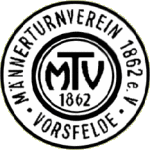 MÄNNERTURNVEREIN 1862 e.V.
MTV
1862
· VORSFELDE ·